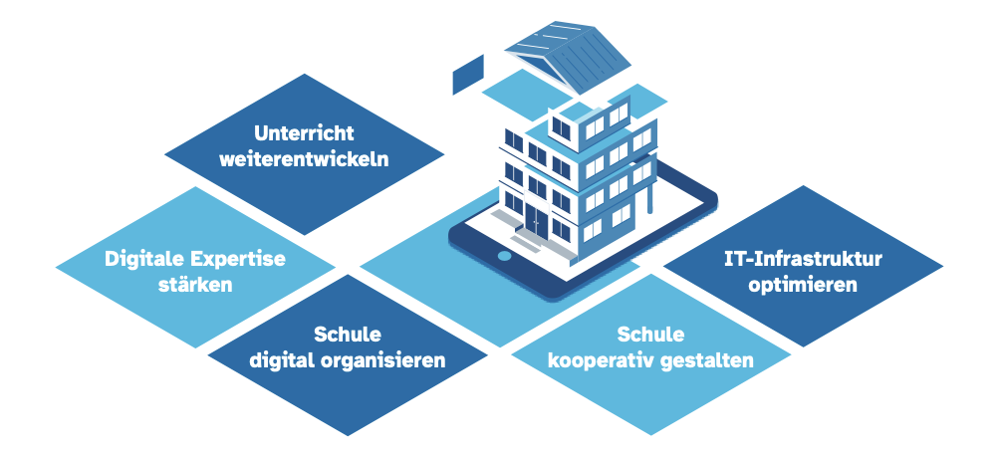 Unterricht
weiterentwickeln
Digitale Expertise
stärken
IT-Infrastruktur
optimieren
Schule
digital organisieren
Schule
kooperativ gestalten